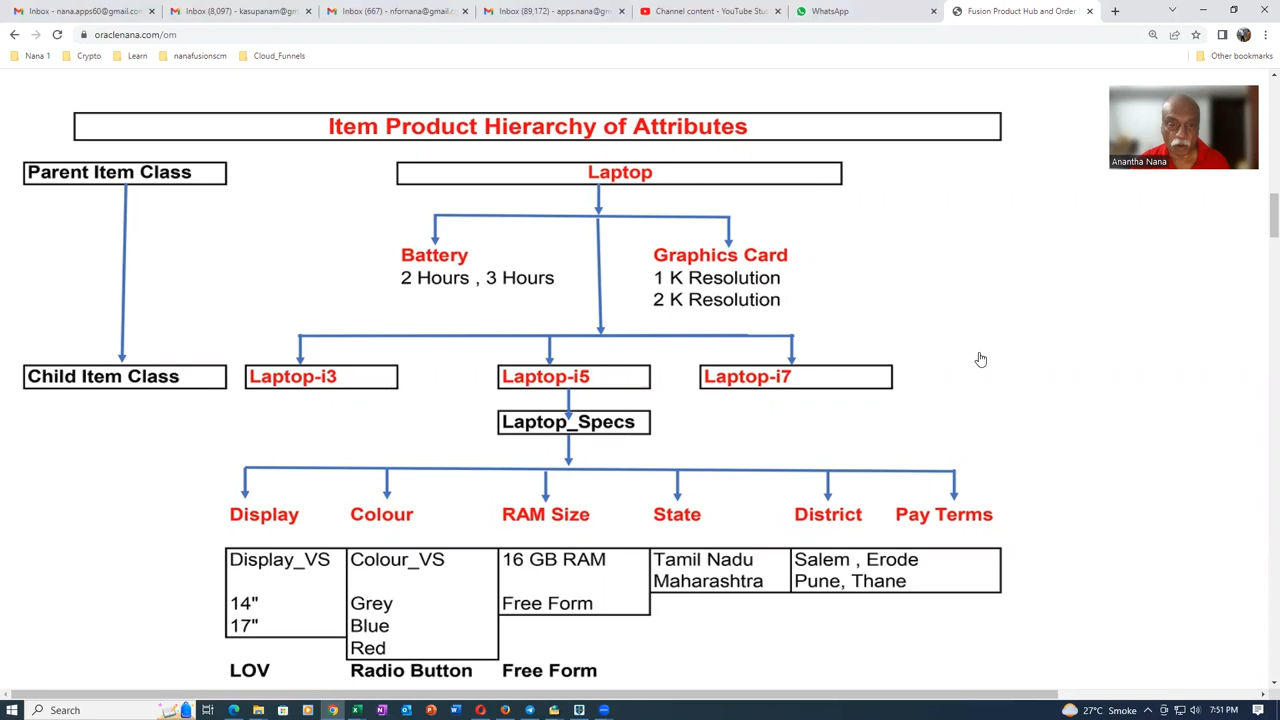 Inbox - nana.apps60@gmail.com
Inbox (8,097) - kasupanam@gm
Inbox (667) - nfornana@gmail.c
Inbox (89,172) - apps.nana@gm
Channel content - YouTube Stud
WhatsApp
Fusion Product Hub and Order
oraclenana.com/om
Nana 1
Crypto
Learn
nanafusionscm
Cloud_Funnels
Other bookmarks
Item Product Hierarchy of Attributes
Anantha Nana
Parent Item Class
Laptop
Battery
Graphics Card
2 Hours , 3 Hours
1 K Resolution
2 K Resolution
Child Item Class
Laptop-i3
Laptop-i5
Laptop-i7
Laptop_Specs
Display
Colour
RAM Size
State
District
Pay Terms
Display_VS
Colour_VS
16 GB RAM
Tamil Nadu
Salem , Erode
Maharashtra
Pune, Thane
14"
Grey
Free Form
17"
Blue
Red
LOV
Radio Button
Free Form
Search
27°C Smoke
7:51 PM